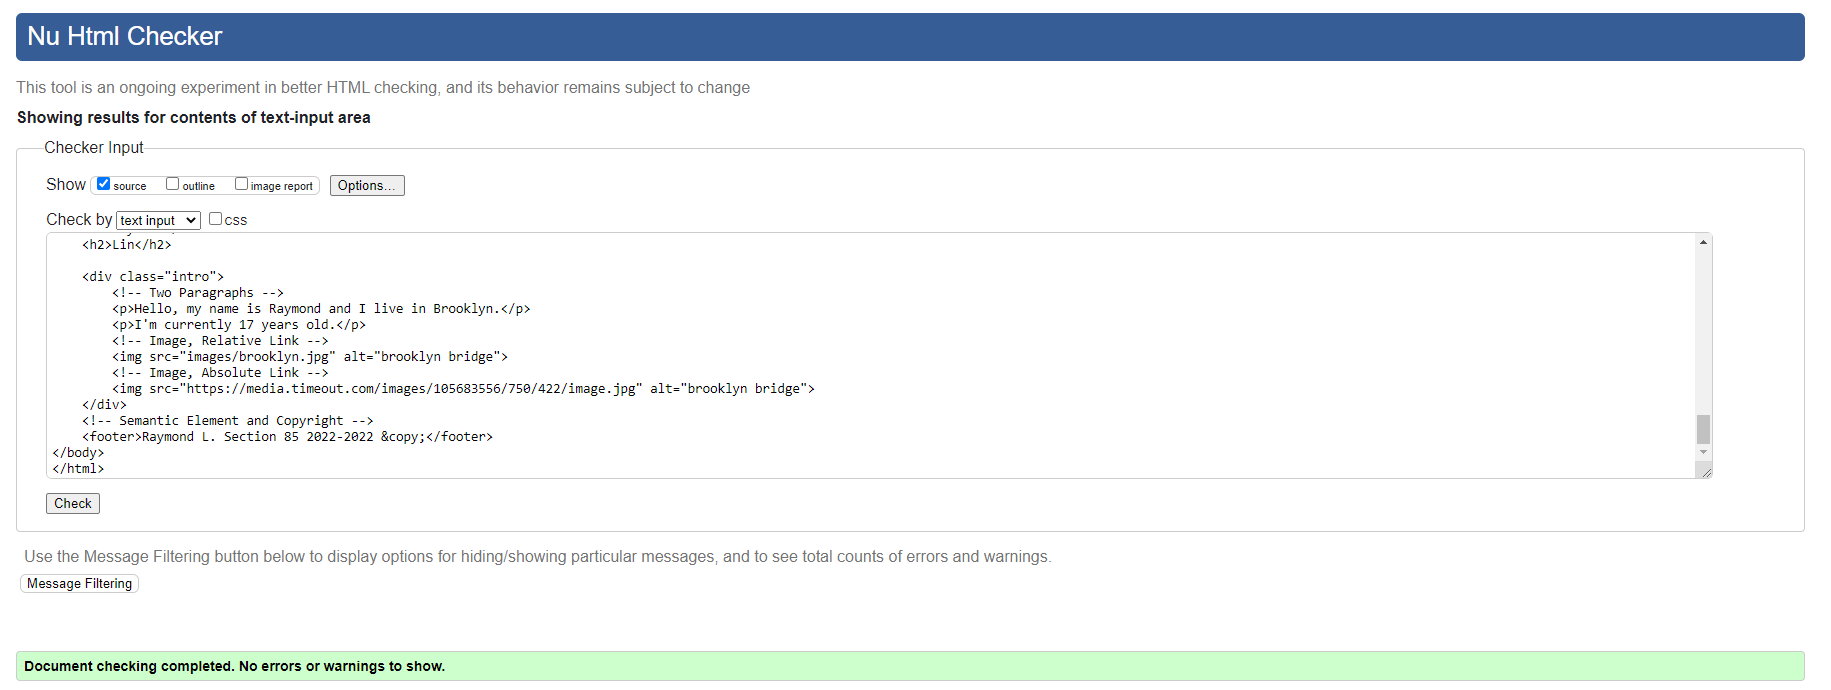 Nu Html Checker
This tool is an ongoing experiment in better HTML checking, and its behavior remains subject to change
Showing results for contents of text-input area
Checker Input
Show source outline image report Options...
Check by text input css
<h2>Lin</h2>
<div class="intro">
<!-- Two Paragraphs -->
<p>Hello, my name is Raymond and I live in Brooklyn.</p>
<p>I'm currently 17 years old.</p>
<!-- Image, Relative Link -->
<img src="images/brooklyn.jpg" alt="brooklyn bridge">
<!-- Image, Absolute Link -->
<img src="https://media.timeout.com/images/105683556/750/422/image.jpg" alt="brooklyn bridge">
</div>
<!-- Semantic Element and Copyright -->
<footer>Raymond L. Section 85 2022-2022 &copy;</footer>
</body>
</html>
Check
Use the Message Filtering button below to display options for hiding/showing particular messages, and to see total counts of errors and warnings.
Message Filtering
Document checking completed. No errors or warnings to show.